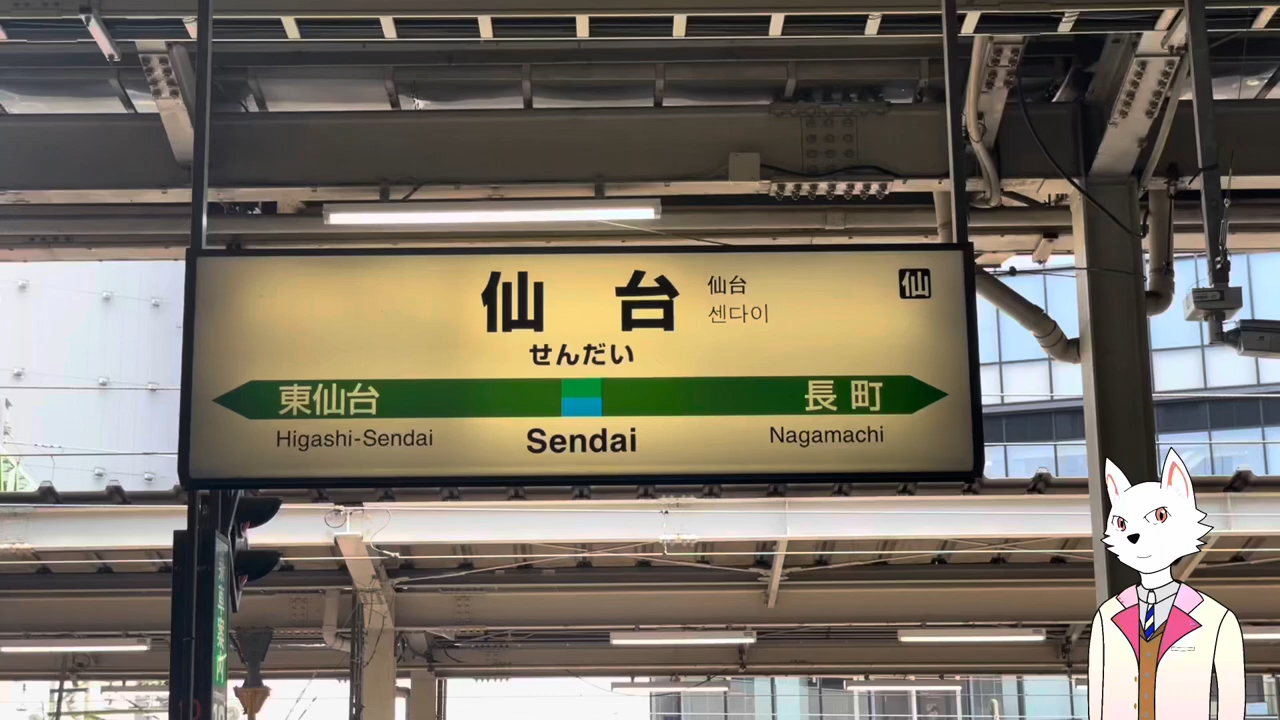 仙台
仙台
센다이
仙
せんだい
東仙台
長町
Higashi-Sendai
Sendai
Nagamachi